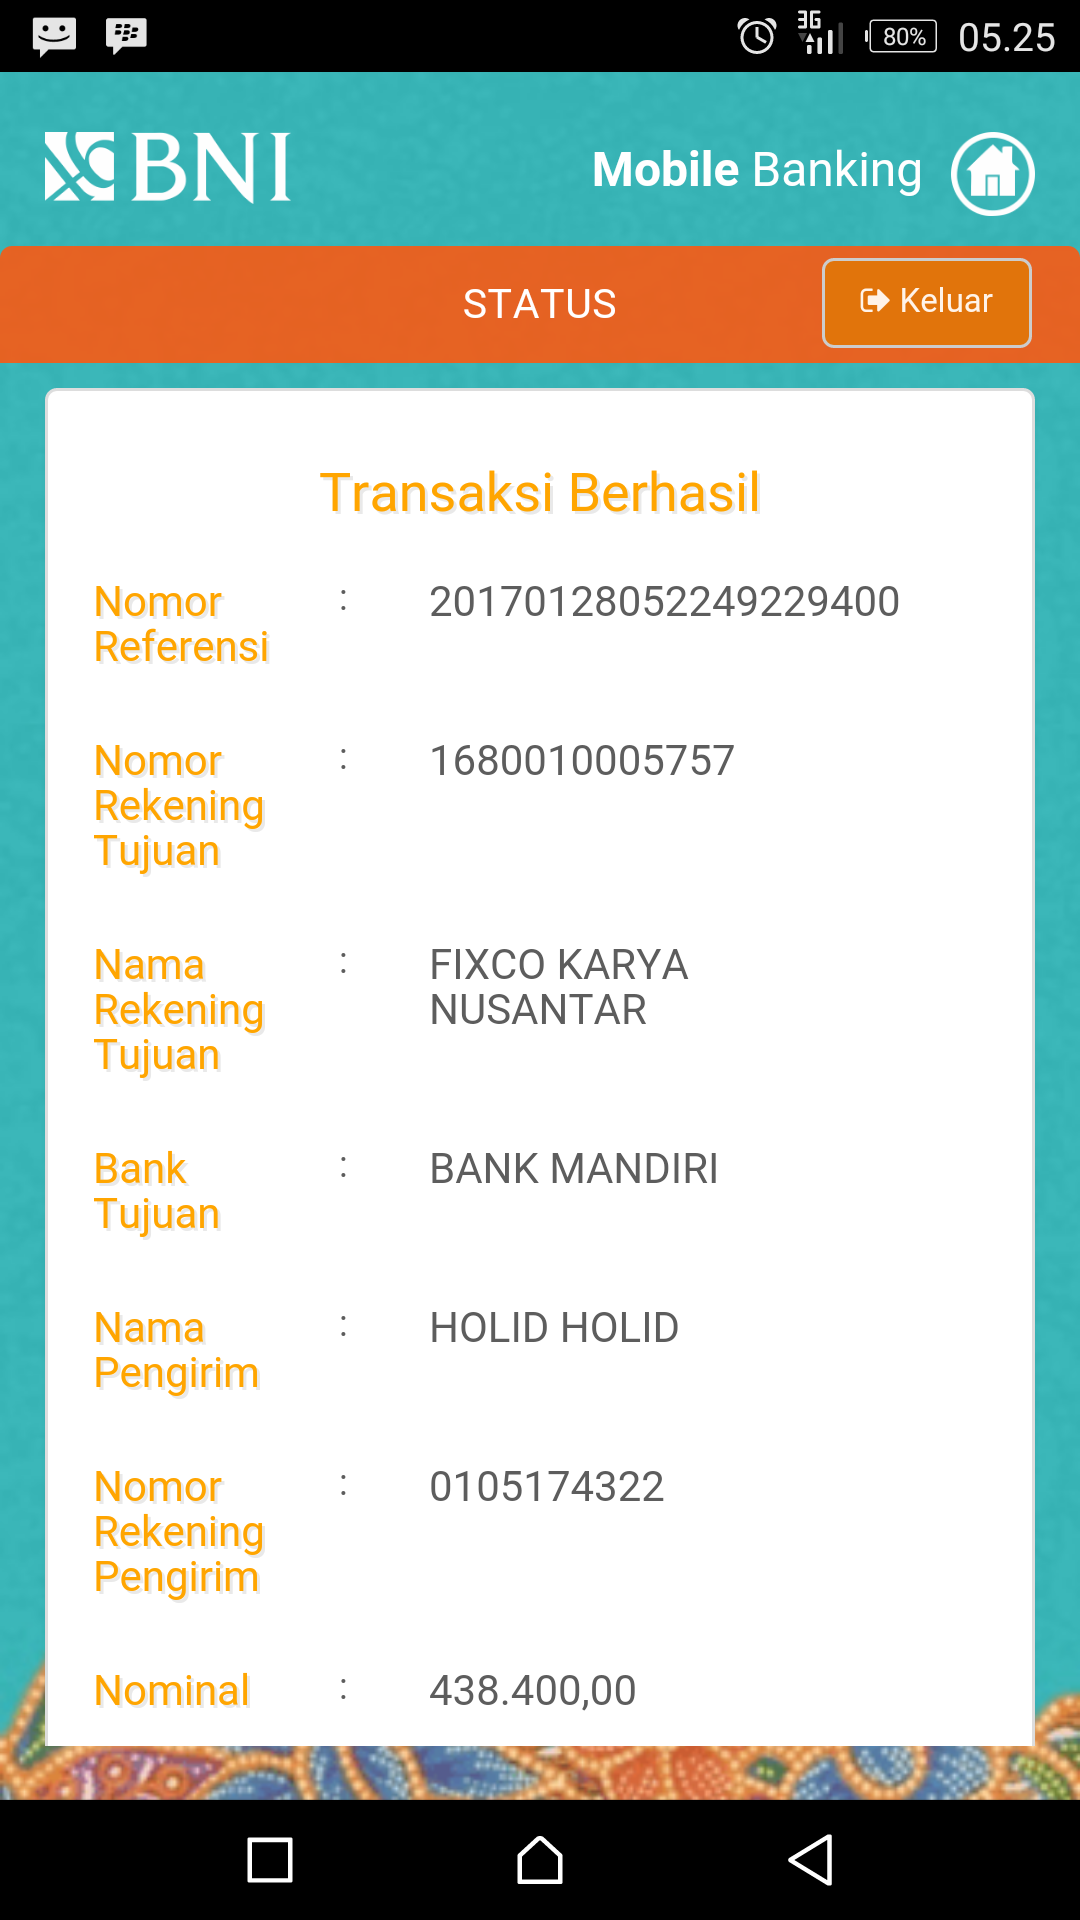 3G
80%
05.25
BNI
Mobile Banking
STATUS
Keluar
Transaksi Berhasil
Nomor Referensi : 20170128052249229400
Nomor Rekening Tujuan : 1680010005757
Nama Rekening Tujuan : FIXCO KARYA NUSANTAR
Bank Tujuan : BANK MANDIRI
Nama Pengirim : HOLID HOLID
Nomor Rekening Pengirim : 0105174322
Nominal : 438.400,00